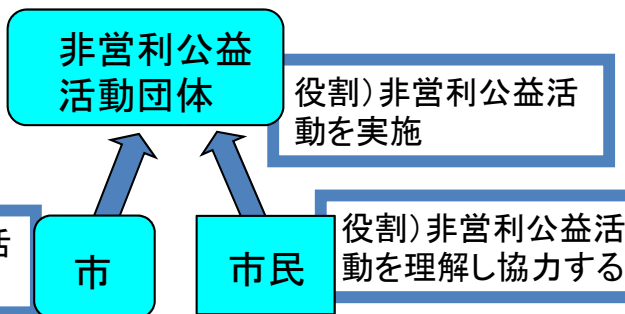 非営利公益
活動団体
役割）非営利公益活
動を実施
活
市
市民
役割）非営利公益活
動を理解し協力する